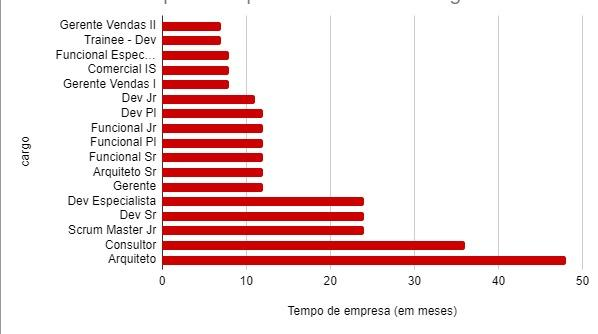 Gerente Vendas II
Trainee - Dev
Funcional Espec...
Comercial IS
Gerente Vendas I
Dev Jr
Dev Pl
Funcional Jr
Funcional Pl
Funcional Sr
Arquiteto Sr
Gerente
Dev Especialista
Dev Sr
Scrum Master Jr
Consultor
Arquiteto
cargo
0 10 20 30 40 50
Tempo de empresa (em meses)